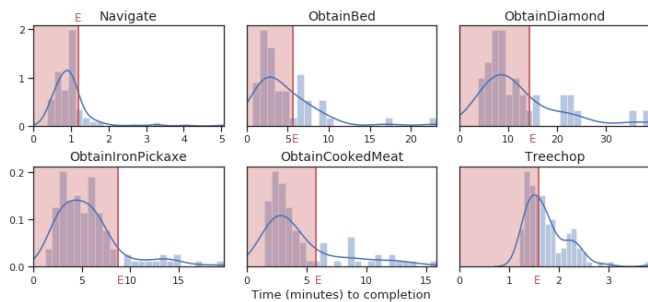 Navigate ObtainBed ObtainDiamond
E
2
1
0
0 1 2 3 4 5 0 5 10 15 20 0 10 20 30
E E
ObtainIronPickaxe ObtainCookedMeat Treechop
0.2
0.1
0.0
0 5 10 15 0 5 10 15 0 1 2 3
E E E
Time (minutes) to completion